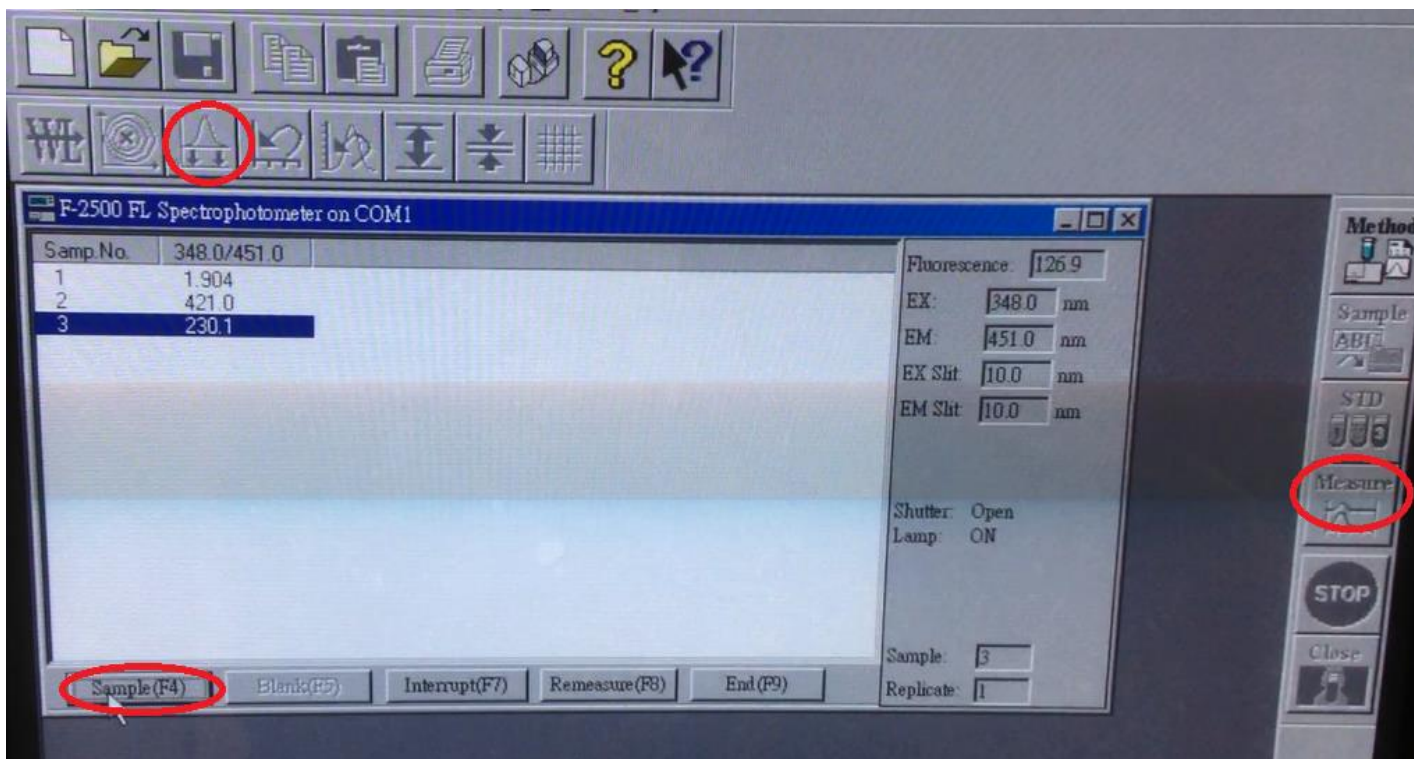 WL
F-2500 FL Spectrophotometer on COM1
Samp.No. 348.0/451.0
1 1.904
2 421.0
3 230.1
Fluorescence: 126.9
EX: 348.0 nm
EM: 451.0 nm
EX Slit: 10.0 nm
EM Slit: 10.0 nm
Shutter: Open
Lamp: ON
Sample: 3
Replicate: 1
Sample(F4) Blank(F5) Interrupt(F7) Remeasure(F8) End(F9)
Method
Sample
STD
Measure
STOP
Close